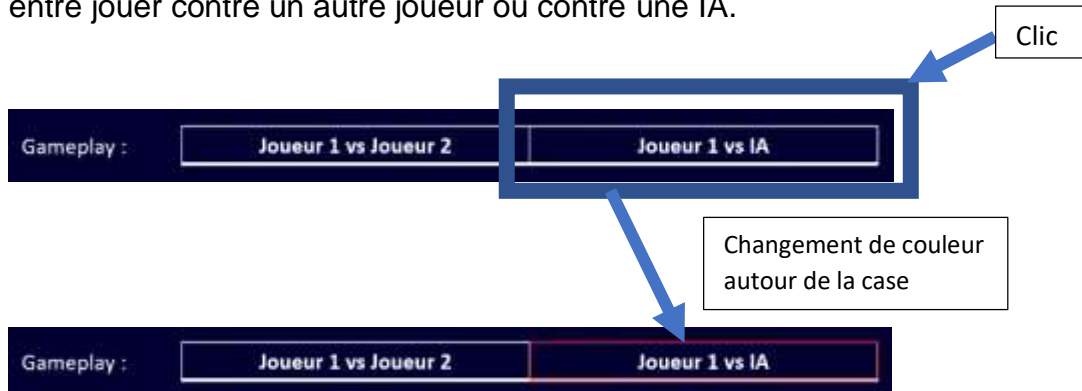 entre jouer contre un autre joueur ou contre une IA.
Clic
Gameplay : Joueur 1 vs Joueur 2 Joueur 1 vs IA
Changement de couleur
autour de la case
Gameplay : Joueur 1 vs Joueur 2 Joueur 1 vs IA